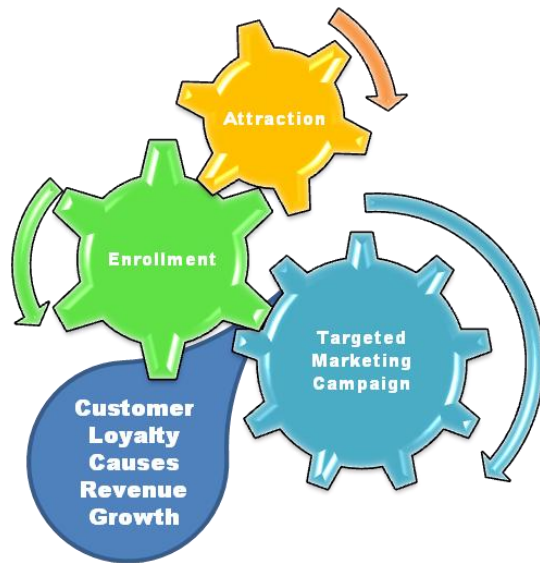 Attraction
Enrollment
Targeted
Marketing
Campaign
Customer
Loyalty
Causes
Revenue
Growth